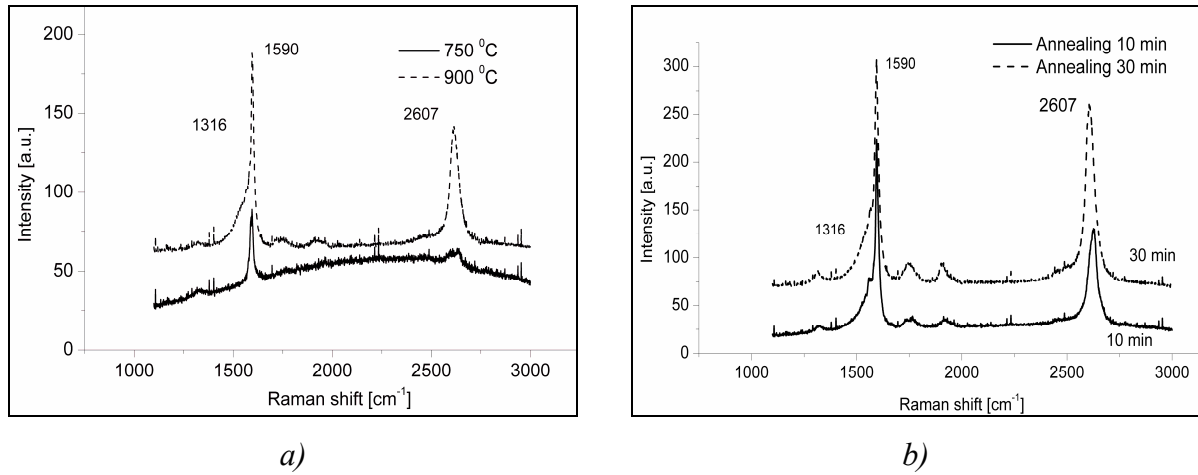 200
150
100
50
0
Intensity [a.u.]
1590
1316
2607
750 ⁰C
900 ⁰C
1000 1500 2000 2500 3000
Raman shift [cm⁻¹]
a)
300
250
200
150
100
50
0
Intensity [a.u.]
Annealing 10 min
Annealing 30 min
1590
2607
1316
30 min
10 min
1000 1500 2000 2500 3000
Raman shift [cm⁻¹]
b)